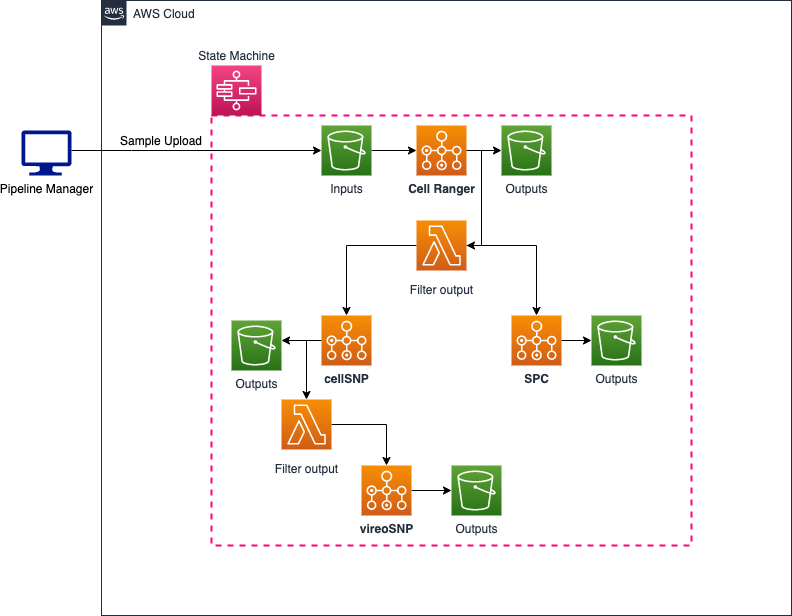 aws
AWS Cloud
State Machine
Sample Upload
Pipeline Manager
Inputs
Cell Ranger
Outputs
Filter output
Outputs
cellSNP
SPC
Outputs
Filter output
vireoSNP
Outputs